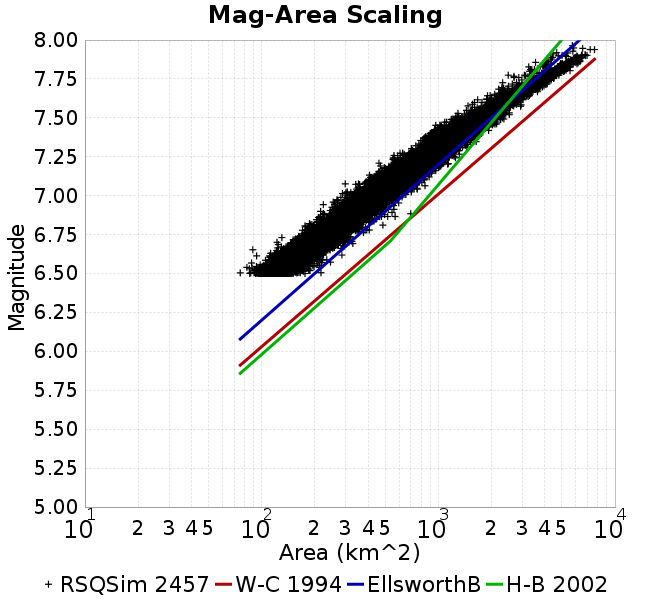 Mag-Area Scaling
8.00
7.75
7.50
7.25
7.00
6.75
6.50
6.25
6.00
5.75
5.50
5.25
5.00
Magnitude
10^1 2 3 4 5 10^2 2 3 4 5 10^3 2 3 4 5 10^4
Area (km^2)
RSQSim 2457 W-C 1994 EllsworthB H-B 2002